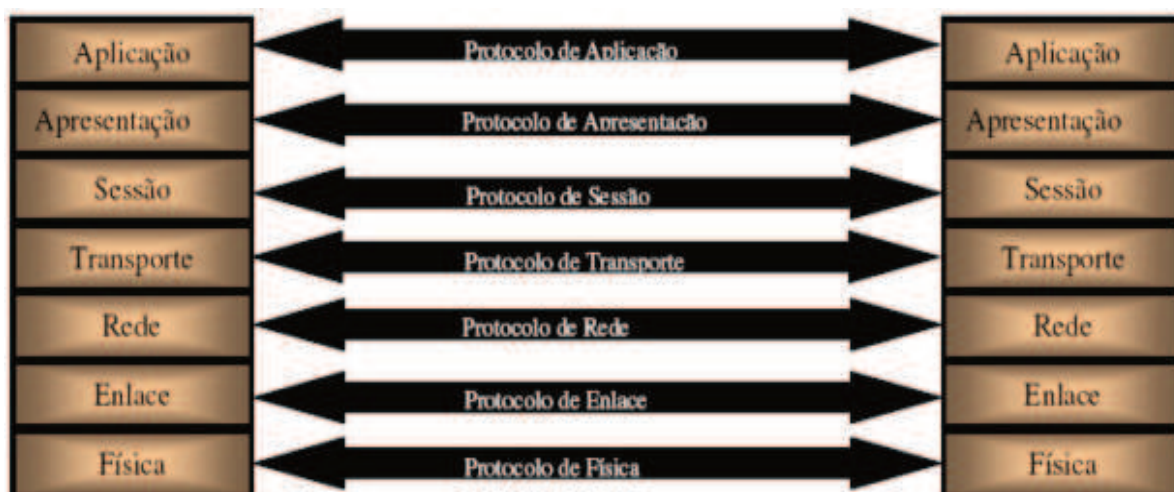 Aplicação Protocolo de Aplicação Aplicação
Apresentação Protocolo de Apresentação Apresentação
Sessão Protocolo de Sessão Sessão
Transporte Protocolo de Transporte Transporte
Rede Protocolo de Rede Rede
Enlace Protocolo de Enlace Enlace
Física Protocolo de Física Física